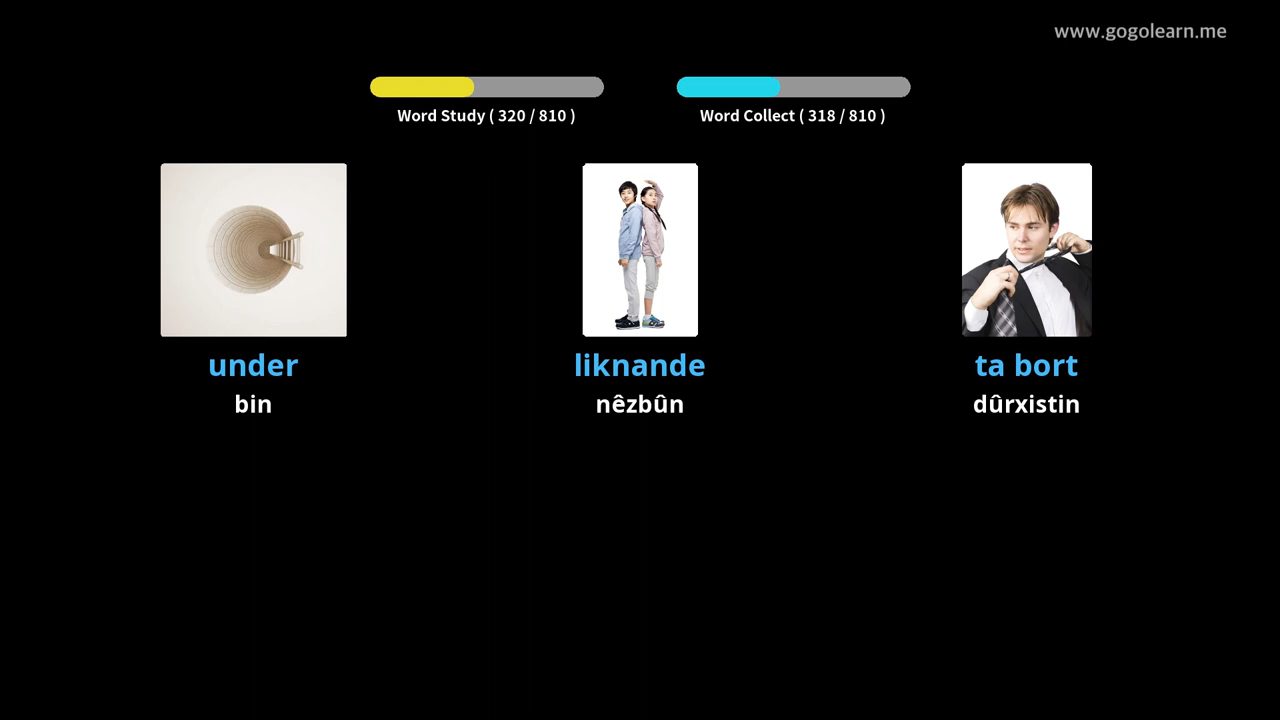 www.gogolearn.me
Word Study ( 320 / 810 )
Word Collect ( 318 / 810 )
under
bin
liknande
nêzbûn
ta bort
dûrxistin